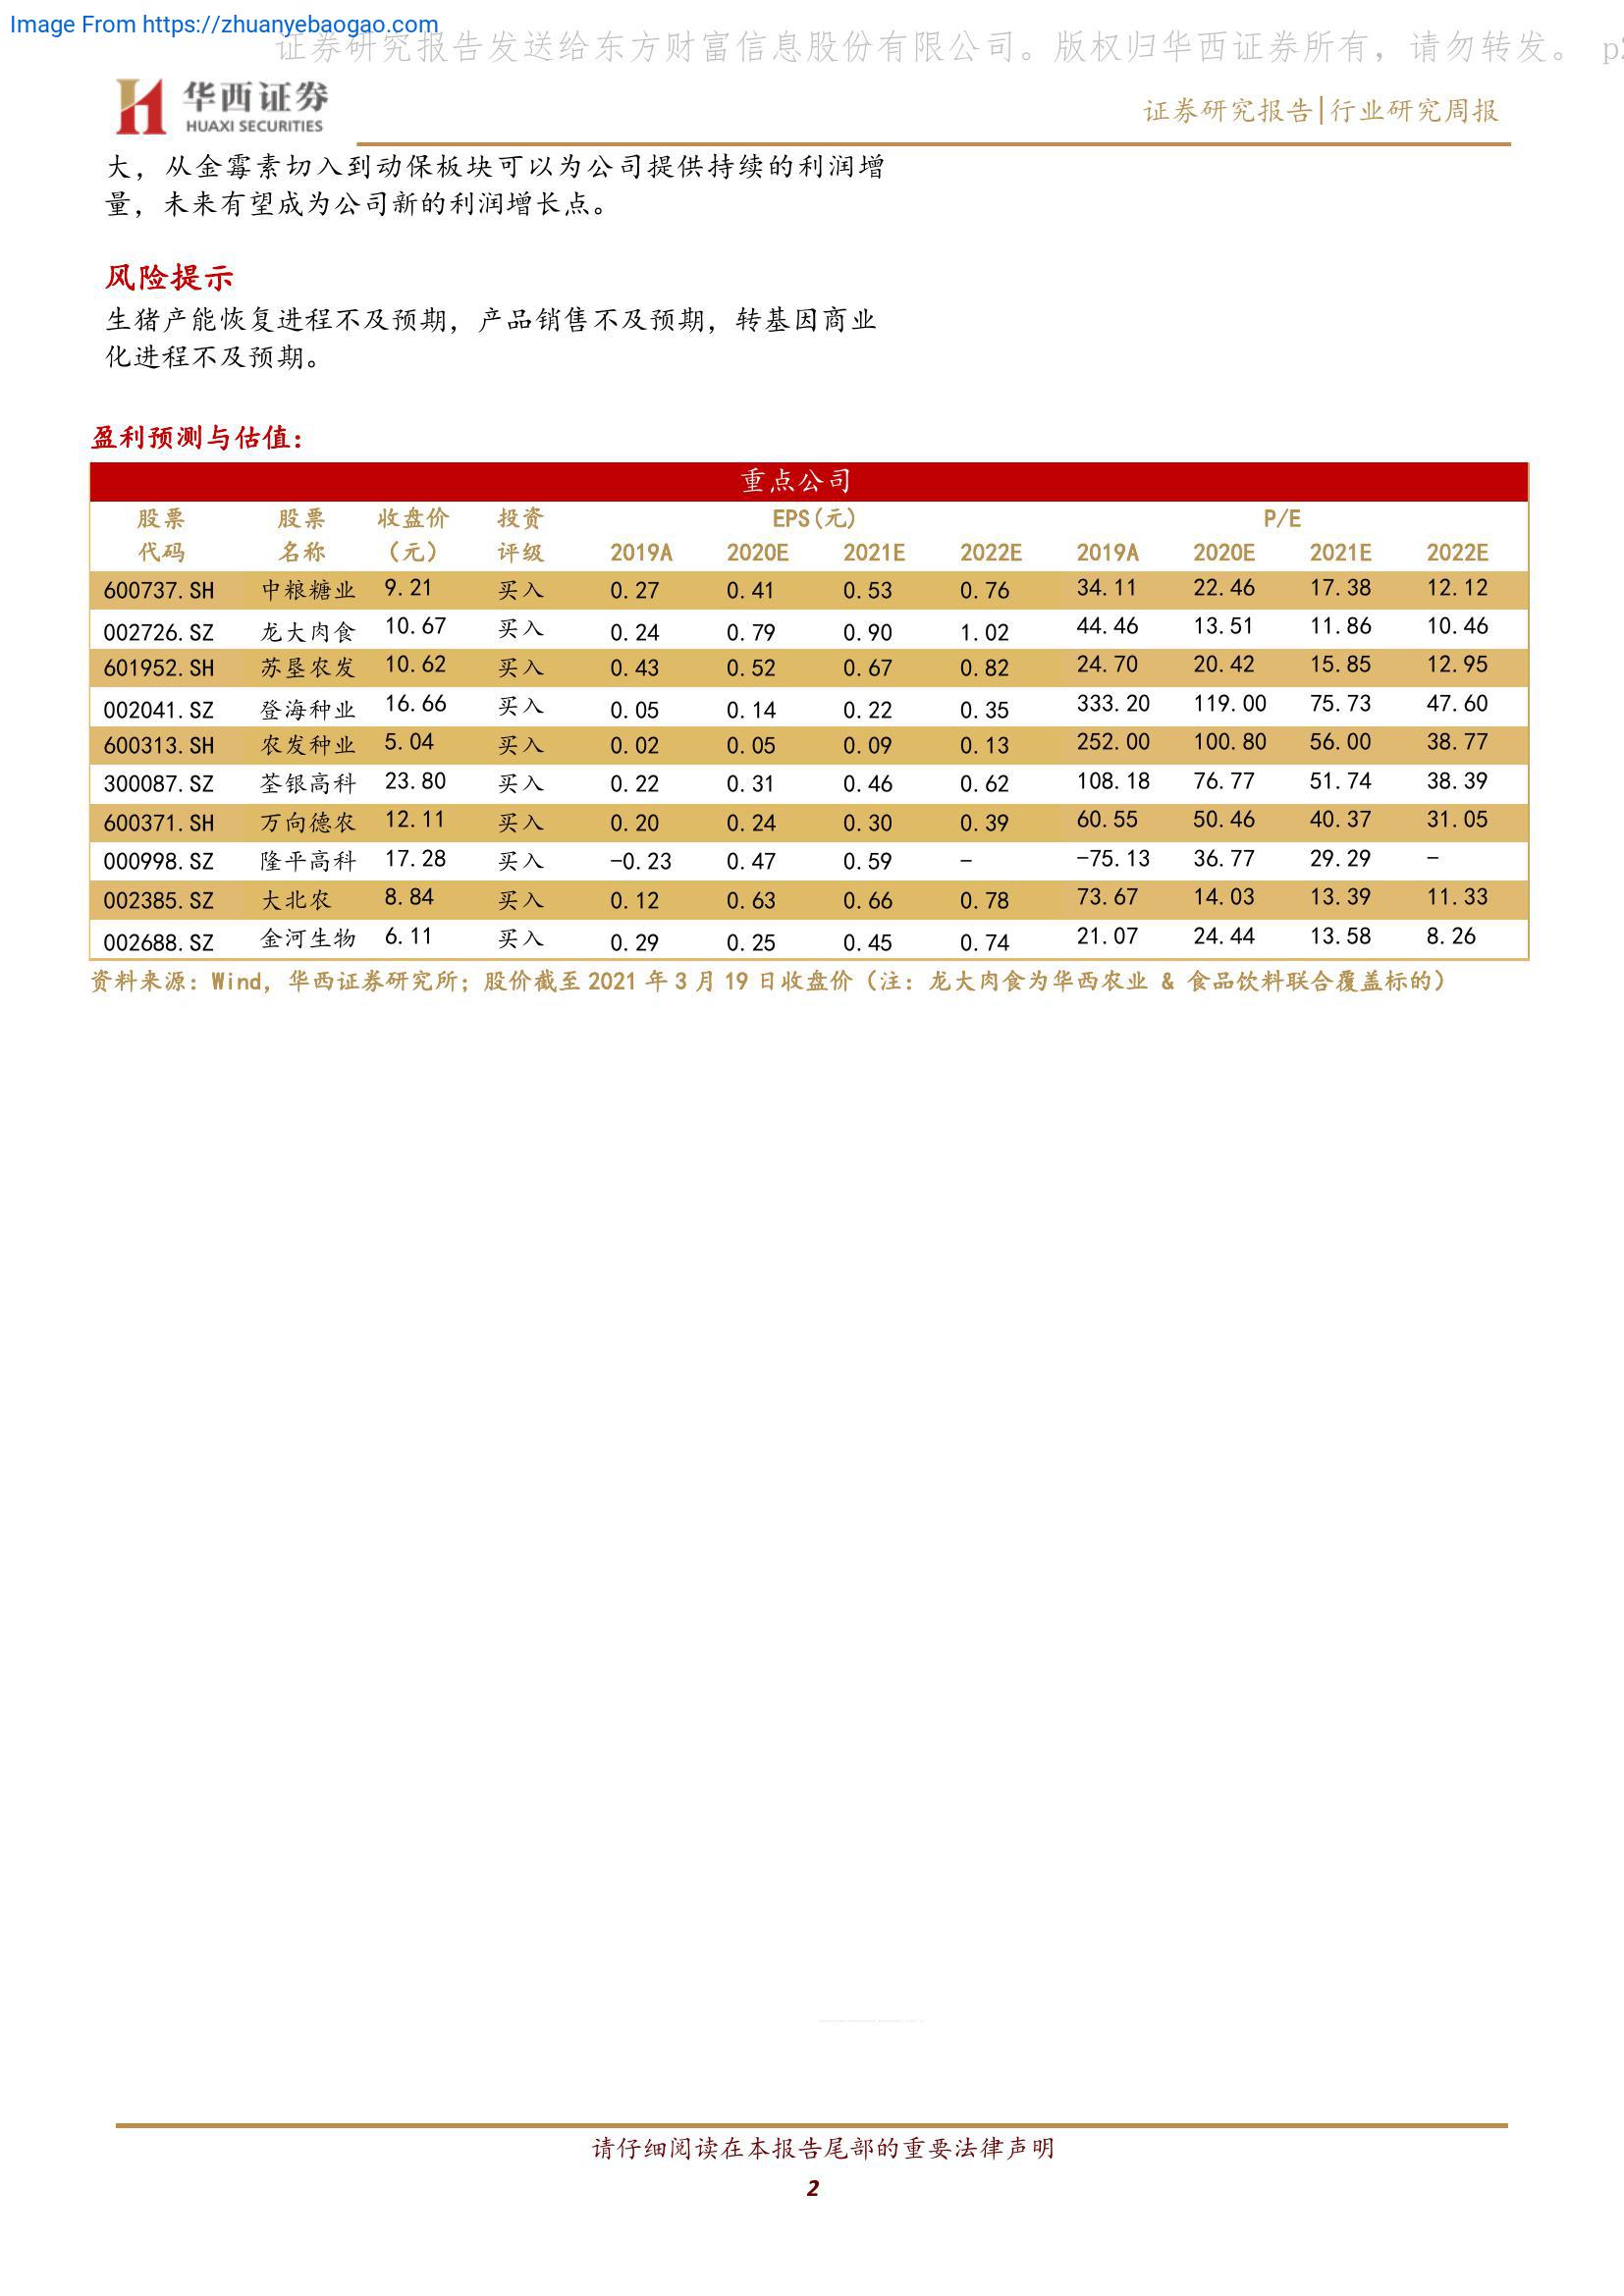 Image From https://zhuanyebaogao.com
证券研究报告发送给东方财富信息股份有限公司。版权归华西证券所有，请勿转发。 p2
华西证券
HUAXI SECURITIES
证券研究报告|行业研究周报
大，从金霉素切入到动保板块可以为公司提供持续的利润增
量，未来有望成为公司新的利润增长点。
风险提示
生猪产能恢复进程不及预期，产品销售不及预期，转基因商业
化进程不及预期。
盈利预测与估值：
重点公司
股票 股票 收盘价 投资 EPS(元) P/E
代码 名称 （元） 评级 2019A 2020E 2021E 2022E 2019A 2020E 2021E 2022E
600737.SH 中粮糖业 9.21 买入 0.27 0.41 0.53 0.76 34.11 22.46 17.38 12.12
002726.SZ 龙大肉食 10.67 买入 0.24 0.79 0.90 1.02 44.46 13.51 11.86 10.46
601952.SH 苏垦农发 10.62 买入 0.43 0.52 0.67 0.82 24.70 20.42 15.85 12.95
002041.SZ 登海种业 16.66 买入 0.05 0.14 0.22 0.35 333.20 119.00 75.73 47.60
600313.SH 农发种业 5.04 买入 0.02 0.05 0.09 0.13 252.00 100.80 56.00 38.77
300087.SZ 荃银高科 23.80 买入 0.22 0.31 0.46 0.62 108.18 76.77 51.74 38.39
600371.SH 万向德农 12.11 买入 0.20 0.24 0.30 0.39 60.55 50.46 40.37 31.05
000998.SZ 隆平高科 17.28 买入 -0.23 0.47 0.59 - -75.13 36.77 29.29 -
002385.SZ 大北农 8.84 买入 0.12 0.63 0.66 0.78 73.67 14.03 13.39 11.33
002688.SZ 金河生物 6.11 买入 0.29 0.25 0.45 0.74 21.07 24.44 13.58 8.26
资料来源：Wind，华西证券研究所；股价截至 2021 年 3 月 19 日收盘价（注：龙大肉食为华西农业 & 食品饮料联合覆盖标的）
请仔细阅读在本报告尾部的重要法律声明
2